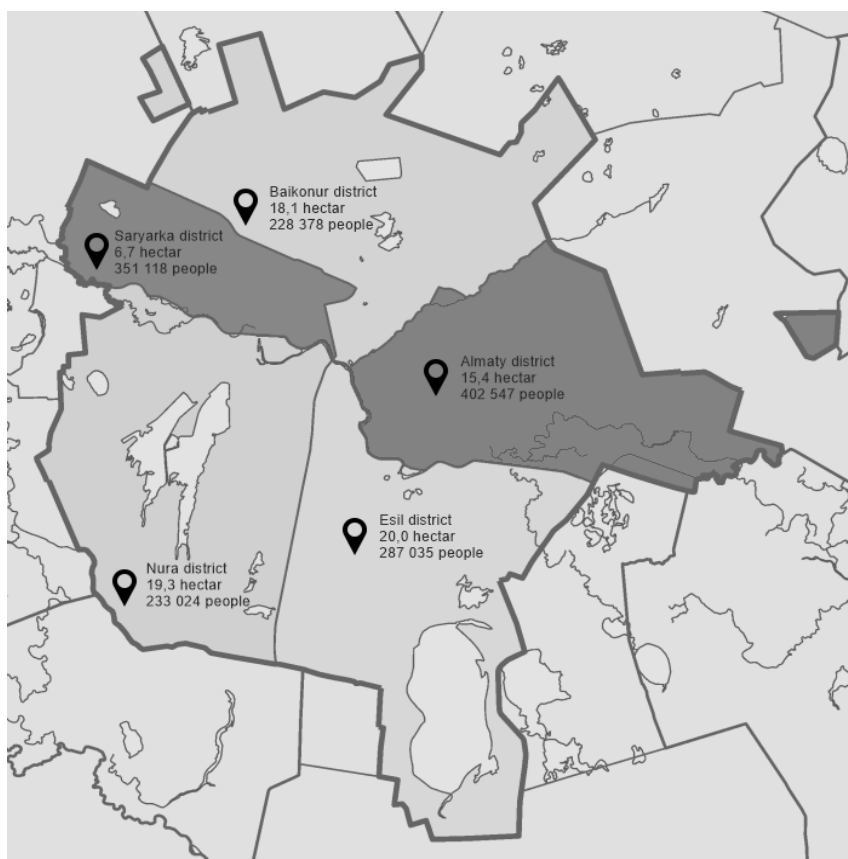 Baikonur district
18,1 hectar
228 378 people
Saryarka district
6,7 hectar
351 118 people
Almaty district
15,4 hectar
402 547 people
Esil district
20,0 hectar
287 035 people
Nura district
19,3 hectar
233 024 people